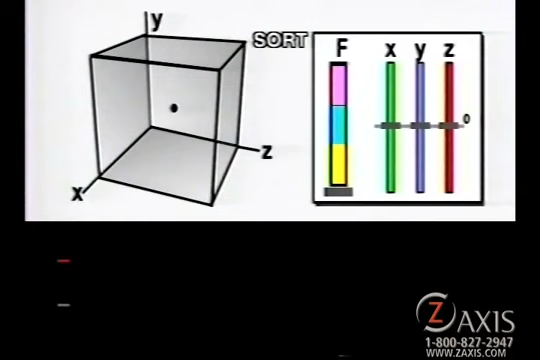 y
SORT
F x y z
0
z
x
Z AXIS
1-800-827-2947
WWW.ZAXIS.COM